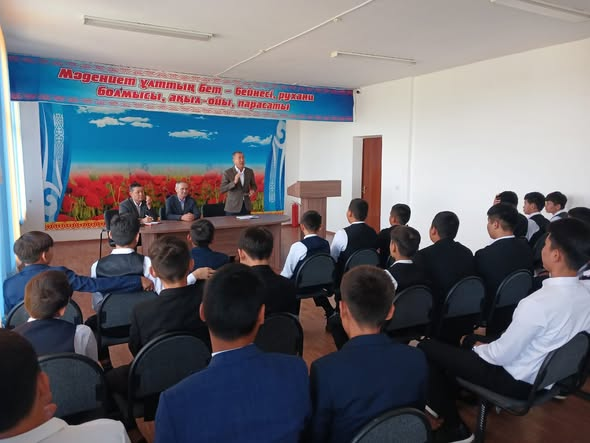 Мәдениет ұлттың бет – бейнесі, рухани
болмысы, ақыл-ойы, парасаты